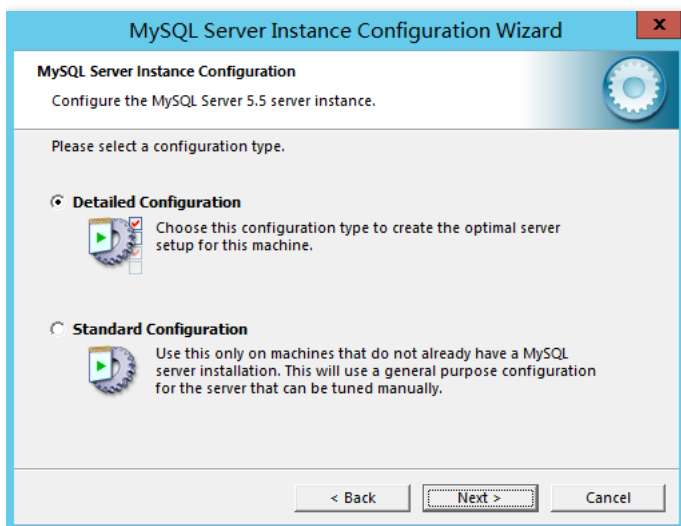 MySQL Server Instance Configuration Wizard
x
MySQL Server Instance Configuration
Configure the MySQL Server 5.5 server instance.
Please select a configuration type.
Detailed Configuration
Choose this configuration type to create the optimal server
setup for this machine.
Standard Configuration
Use this only on machines that do not already have a MySQL
server installation. This will use a general purpose configuration
for the server that can be tuned manually.
< Back
Next >
Cancel